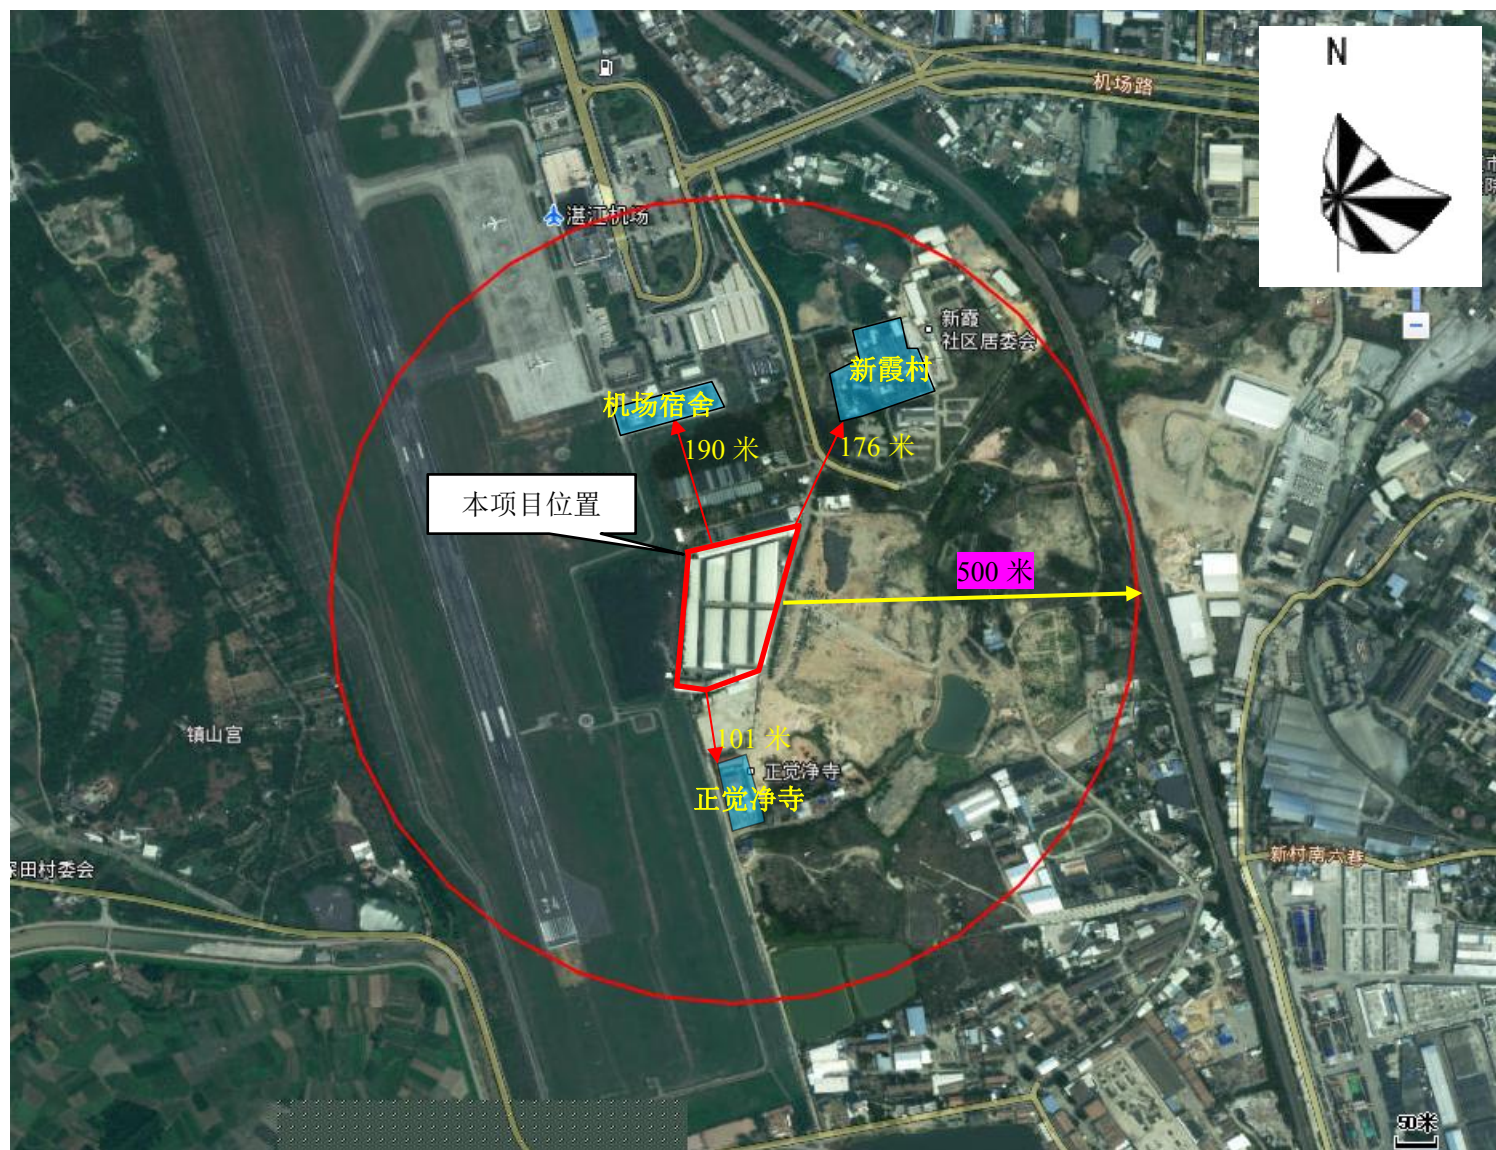 N
机场路
湛江机场
新霞
社区居委会
新霞村
机场宿舍
190 米
176 米
本项目位置
500 米
镇山宫
101 米
正觉净寺
正觉净寺
新村南六巷
田村委会
50米